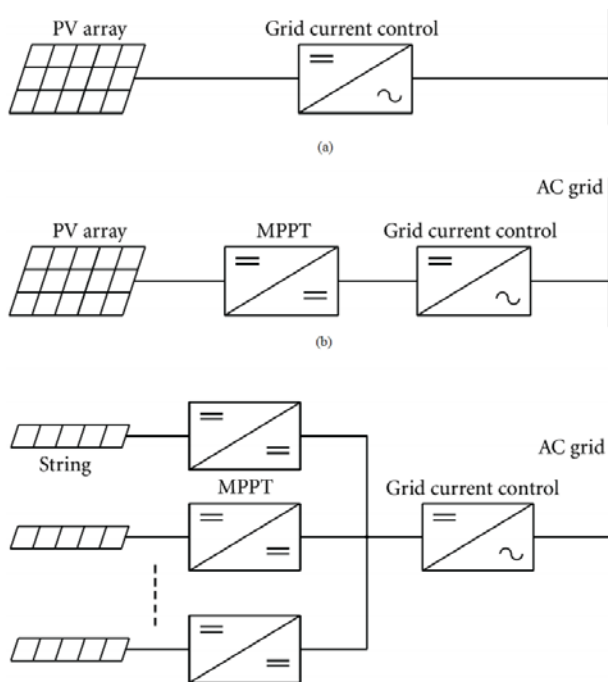 PV array
Grid current control
(a)
AC grid
PV array
MPPT
Grid current control
(b)
String
MPPT
AC grid
Grid current control